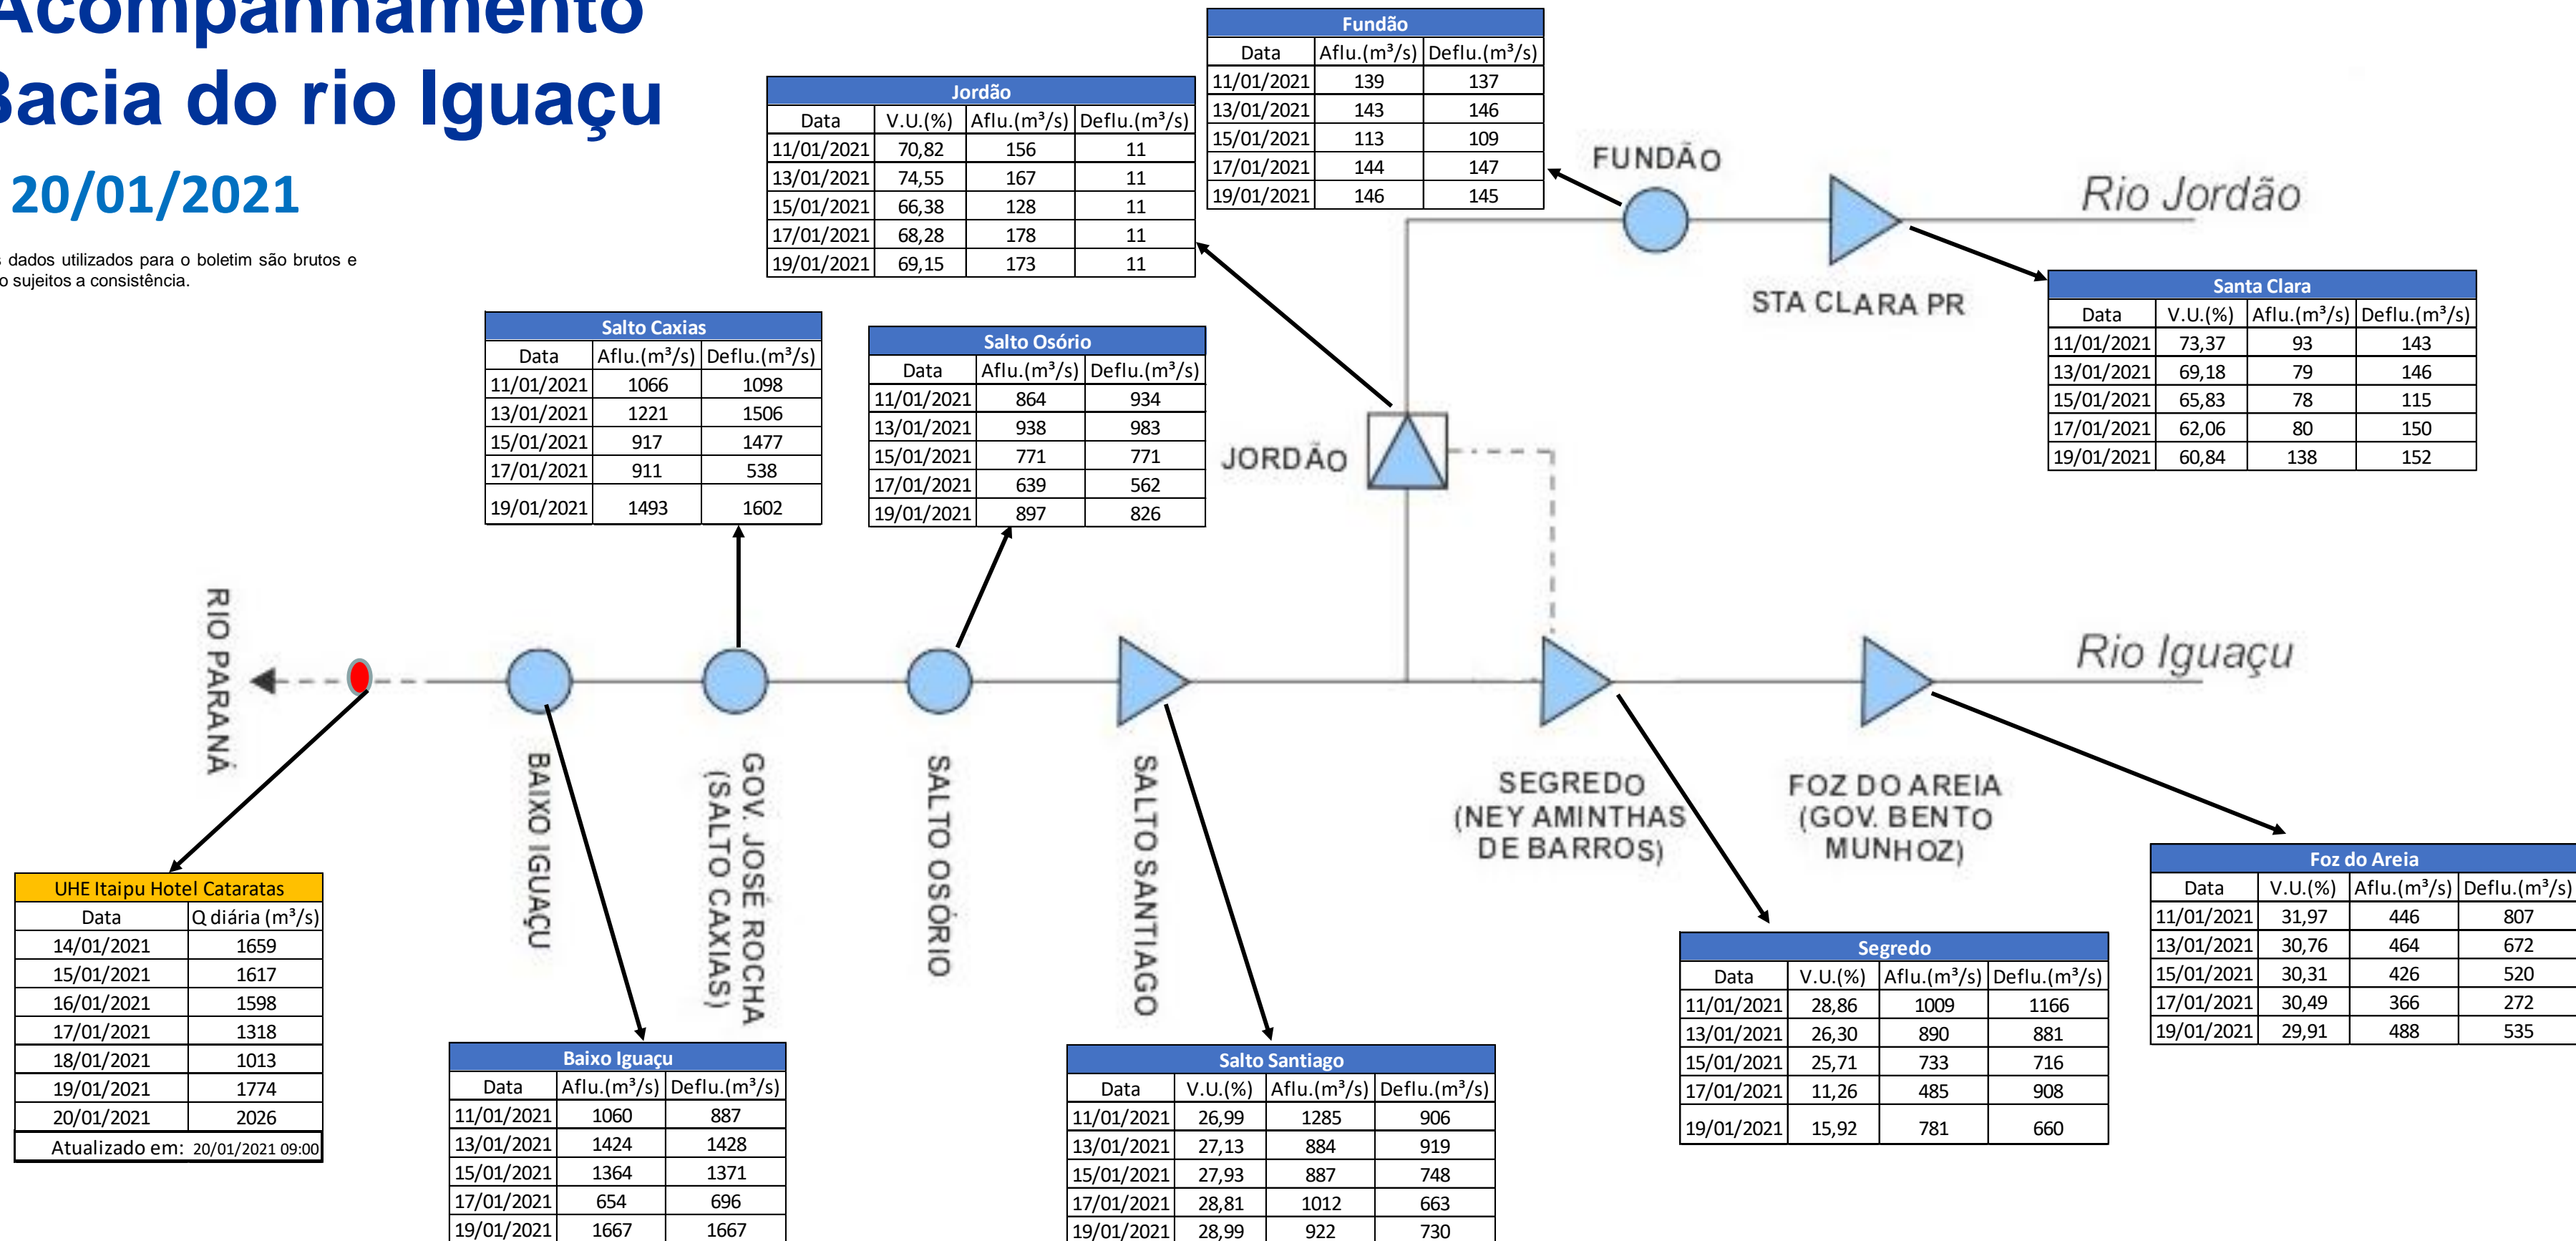 Acompanhamento
Bacia do rio Iguaçu
20/01/2021
dados utilizados para o boletim são brutos e
sujeitos a consistência.
Fundão
Data Aflu.(m³/s) Deflu.(m³/s)
11/01/2021 139 137
13/01/2021 143 146
15/01/2021 113 109
17/01/2021 144 147
19/01/2021 146 145
Jordão
Data V.U.(%) Aflu.(m³/s) Deflu.(m³/s)
11/01/2021 70,82 156 11
13/01/2021 74,55 167 11
15/01/2021 66,38 128 11
17/01/2021 68,28 178 11
19/01/2021 69,15 173 11
FUNDÃO
Rio Jordão
STA CLARA PR
Santa Clara
Data V.U.(%) Aflu.(m³/s) Deflu.(m³/s)
11/01/2021 73,37 93 143
13/01/2021 69,18 79 146
15/01/2021 65,83 78 115
17/01/2021 62,06 80 150
19/01/2021 60,84 138 152
Salto Caxias
Data Aflu.(m³/s) Deflu.(m³/s)
11/01/2021 1066 1098
13/01/2021 1221 1506
15/01/2021 917 1477
17/01/2021 911 538
19/01/2021 1493 1602
Salto Osório
Data Aflu.(m³/s) Deflu.(m³/s)
11/01/2021 864 934
13/01/2021 938 983
15/01/2021 771 771
17/01/2021 639 562
19/01/2021 897 826
JORDÃO
RIO PARANÁ
Rio Iguaçu
BAIXO IGUAÇU
GOV. JOSÉ ROCHA
(SALTO CAXIAS)
SALTO OSÓRIO
SALTO SANTIAGO
SEGREDO
(NEY AMINTHAS
DE BARROS)
FOZ DO AREIA
(GOV. BENTO
MUNHOZ)
UHE Itaipu Hotel Cataratas
Data Q diária (m³/s)
14/01/2021 1659
15/01/2021 1617
16/01/2021 1598
17/01/2021 1318
18/01/2021 1013
19/01/2021 1774
20/01/2021 2026
Atualizado em: 20/01/2021 09:00
Baixo Iguaçu
Data Aflu.(m³/s) Deflu.(m³/s)
11/01/2021 1060 887
13/01/2021 1424 1428
15/01/2021 1364 1371
17/01/2021 654 696
19/01/2021 1667 1667
Salto Santiago
Data V.U.(%) Aflu.(m³/s) Deflu.(m³/s)
11/01/2021 26,99 1285 906
13/01/2021 27,13 884 919
15/01/2021 27,93 887 748
17/01/2021 28,81 1012 663
19/01/2021 28,99 922 730
Segredo
Data V.U.(%) Aflu.(m³/s) Deflu.(m³/s)
11/01/2021 28,86 1009 1166
13/01/2021 26,30 890 881
15/01/2021 25,71 733 716
17/01/2021 11,26 485 908
19/01/2021 15,92 781 660
Foz do Areia
Data V.U.(%) Aflu.(m³/s) Deflu.(m³/s)
11/01/2021 31,97 446 807
13/01/2021 30,76 464 672
15/01/2021 30,31 426 520
17/01/2021 30,49 366 272
19/01/2021 29,91 488 535